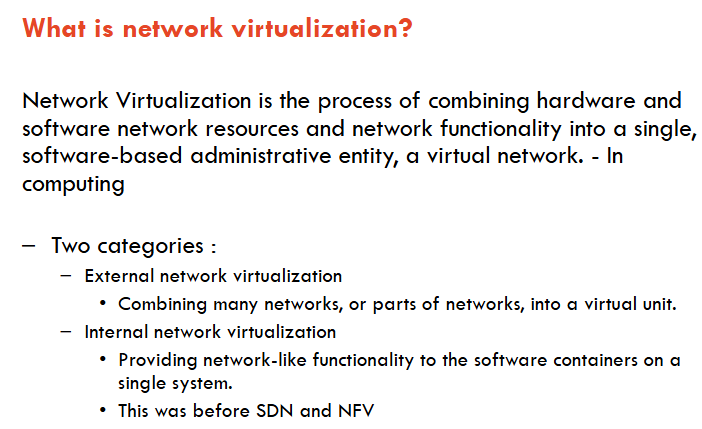 What is network virtualization?
Network Virtualization is the process of combining hardware and
software network resources and network functionality into a single,
software-based administrative entity, a virtual network. - In
computing
– Two categories :
– External network virtualization
• Combining many networks, or parts of networks, into a virtual unit.
– Internal network virtualization
• Providing network-like functionality to the software containers on a
single system.
• This was before SDN and NFV